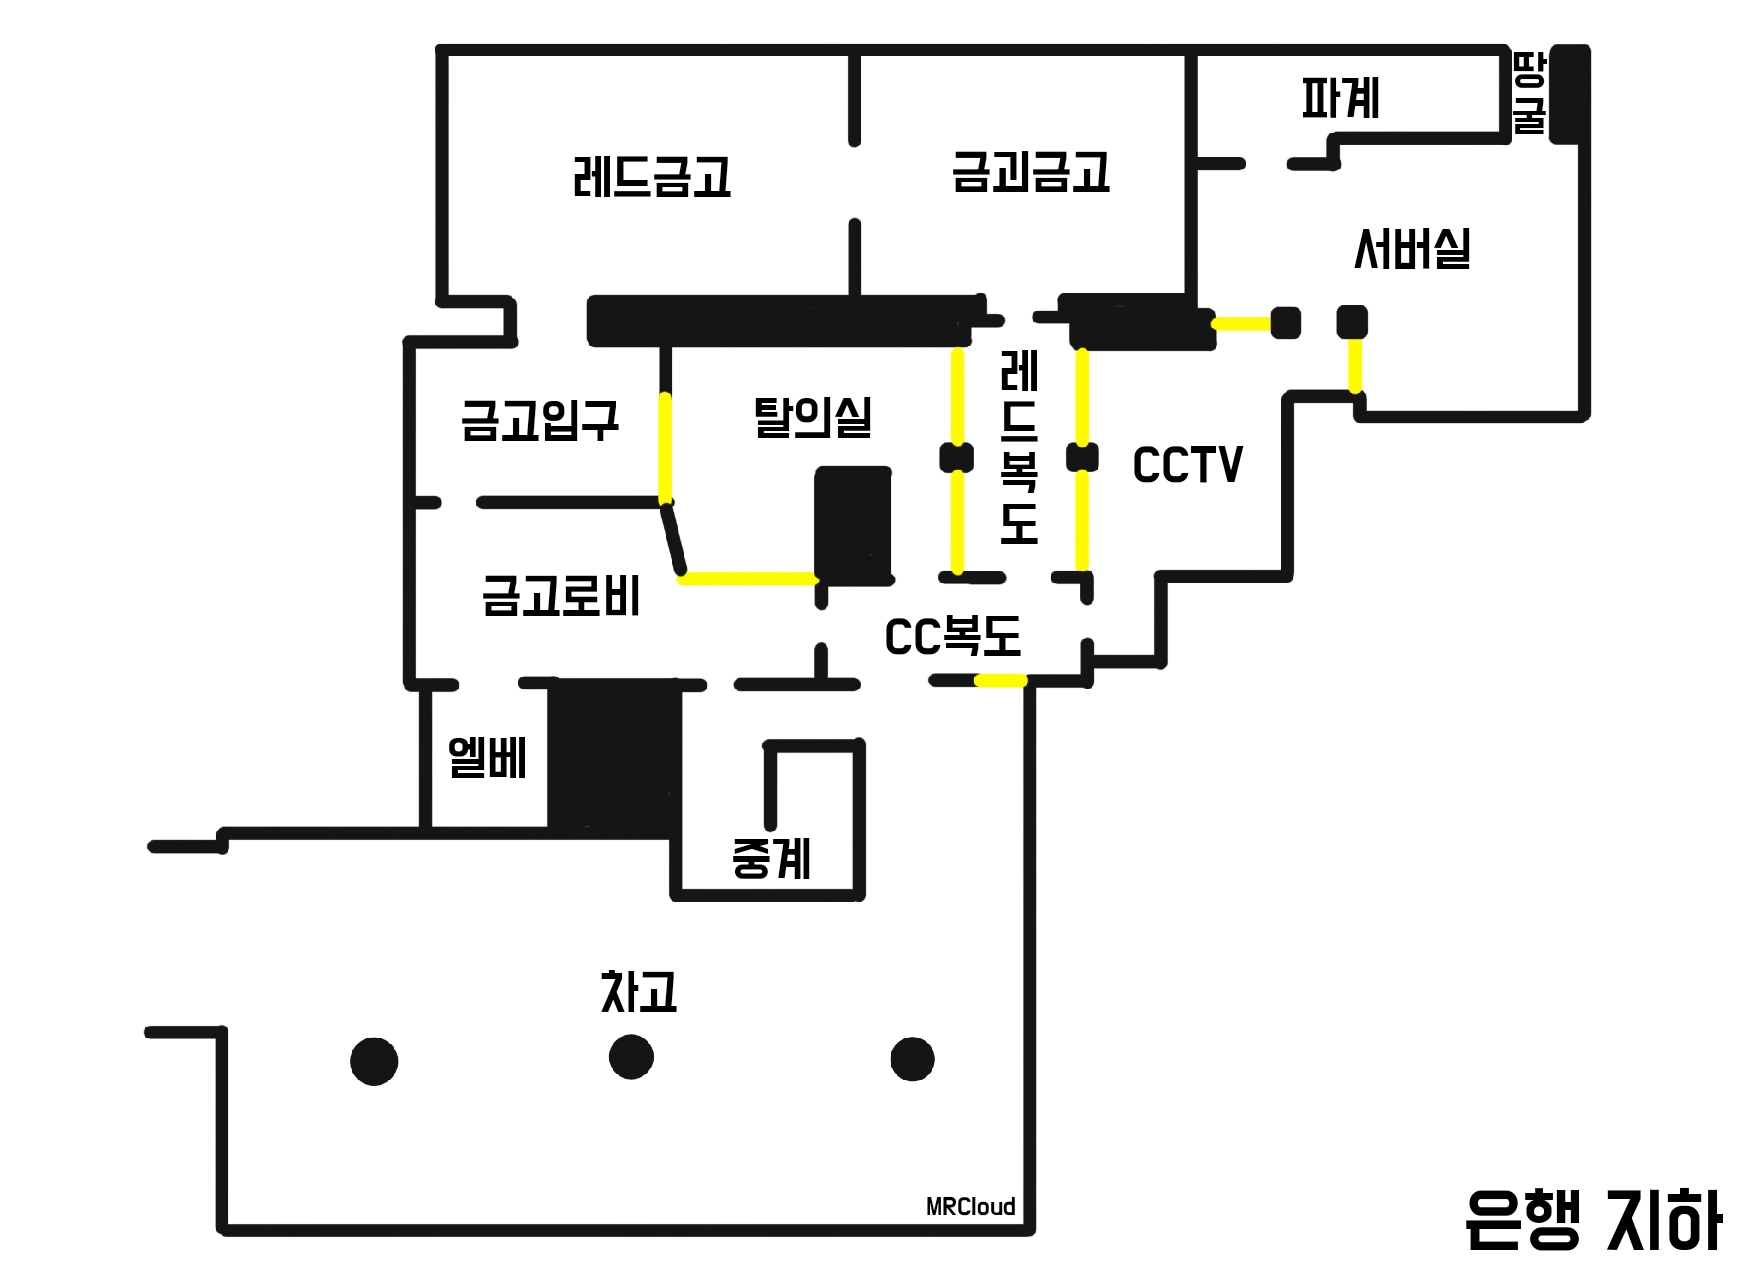 땅굴
파계
레드금고
금괴금고
서버실
금고입구
탈의실
레드복도
CCTV
금고로비
CC복도
엘베
중계
차고
MRCloud
은행 지하